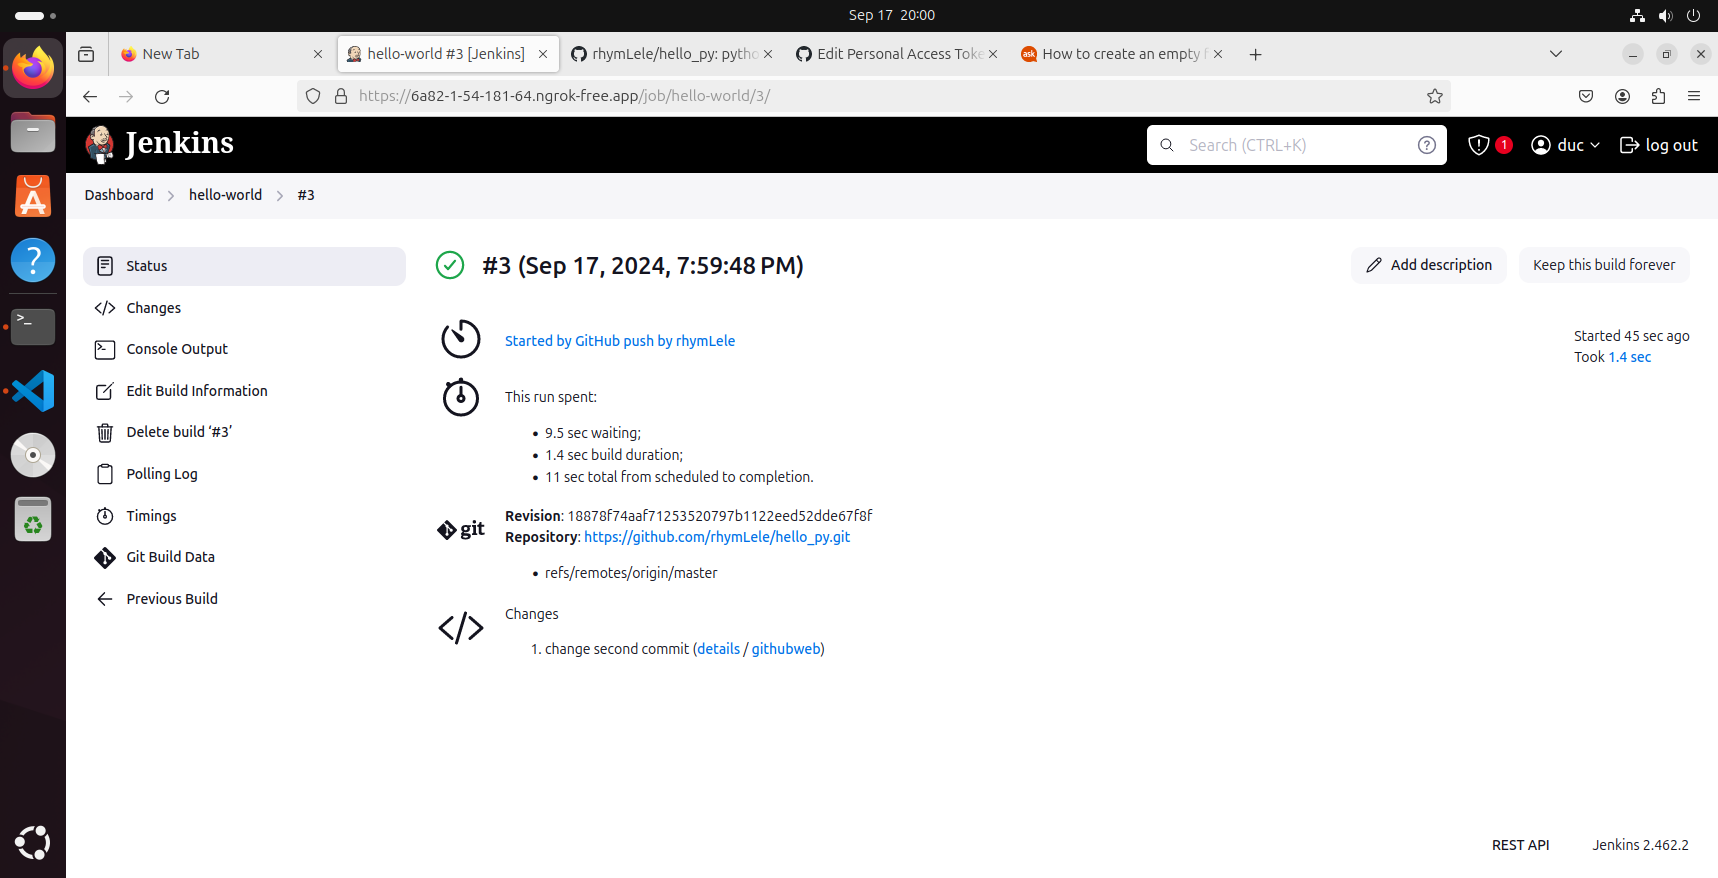 Sep 17 20:00
New Tab
hello-world #3 [Jenkins]
rhymLele/hello_py: pytho
Edit Personal Access Toke
ask How to create an empty f
https://6a82-1-54-181-64.ngrok-free.app/job/hello-world/3/
Jenkins
Search (CTRL+K)
1
duc
log out
Dashboard
hello-world
#3
Status
Changes
Console Output
Edit Build Information
Delete build ‘#3’
Polling Log
Timings
Git Build Data
Previous Build
#3 (Sep 17, 2024, 7:59:48 PM)
Add description
Keep this build forever
Started by GitHub push by rhymLele
Started 45 sec ago
Took 1.4 sec
This run spent:
• 9.5 sec waiting;
• 1.4 sec build duration;
• 11 sec total from scheduled to completion.
git
Revision: 18878f74aaf71253520797b1122eed52dde67f8f
Repository: https://github.com/rhymLele/hello_py.git
• refs/remotes/origin/master
Changes
1. change second commit (details / githubweb)
REST API
Jenkins 2.462.2